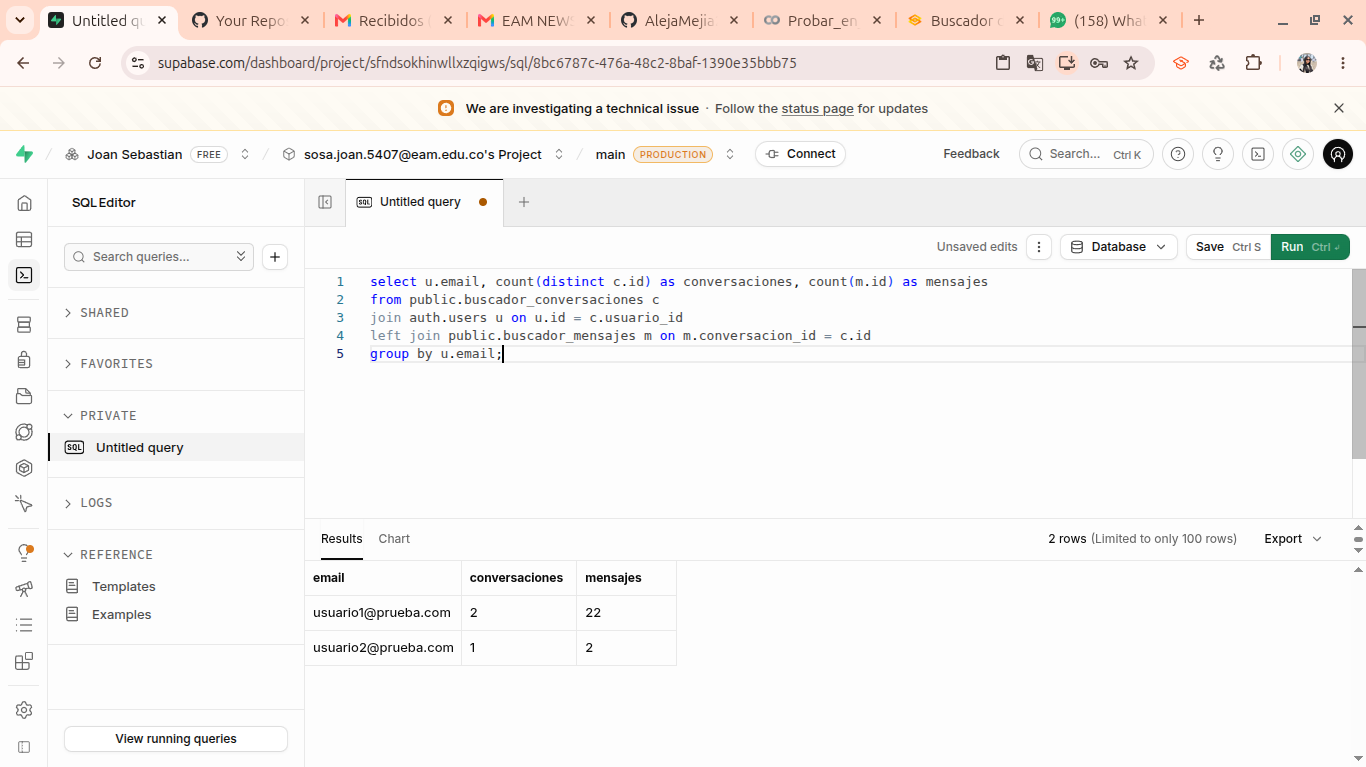 Untitled qu
Your Repos
Recibidos
EAM NEWS
AlejaMejia
Probar_en
Buscador
99+
(158) What
supabase.com/dashboard/project/sfndsokhinwllxzqigws/sql/8bc6787c-476a-48c2-8baf-1390e35bbb75
We are investigating a technical issue · Follow the status page for updates
Joan Sebastian FREE
sosa.joan.5407@eam.edu.co's Project
main PRODUCTION
Connect
Feedback
Search... Ctrl K
SQL Editor
SQL Untitled query
Unsaved edits
Database
Save Ctrl S
Run Ctrl ↲
Search queries...
SHARED
FAVORITES
PRIVATE
SQL Untitled query
LOGS
REFERENCE
Templates
Examples
View running queries
1 select u.email, count(distinct c.id) as conversaciones, count(m.id) as mensajes
2 from public.buscador_conversaciones c
3 join auth.users u on u.id = c.usuario_id
4 left join public.buscador_mensajes m on m.conversacion_id = c.id
5 group by u.email;
Results Chart
2 rows (Limited to only 100 rows)
Export
email conversaciones mensajes
usuario1@prueba.com 2 22
usuario2@prueba.com 1 2